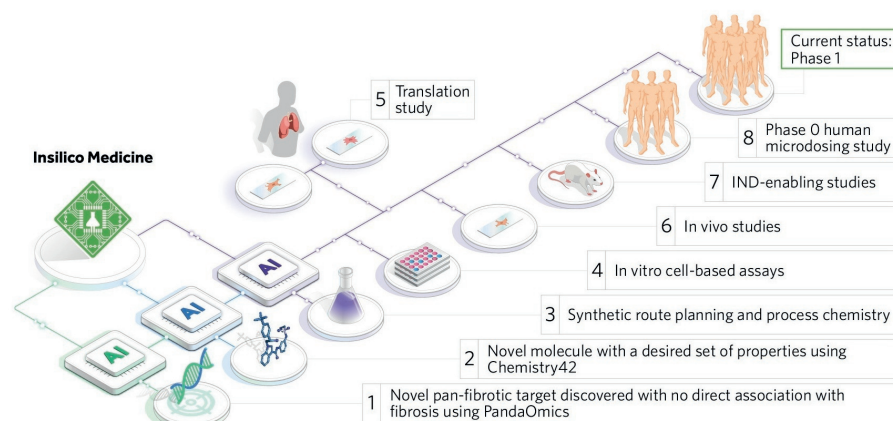 Current status:
Phase 1
5 Translation
study
8 Phase 0 human
microdosing study
Insilico Medicine
7 IND-enabling studies
6 In vivo studies
AI
4 In vitro cell-based assays
AI
3 Synthetic route planning and process chemistry
AI
2 Novel molecule with a desired set of properties using
Chemistry42
1 Novel pan-fibrotic target discovered with no direct association with
fibrosis using PandaOmics